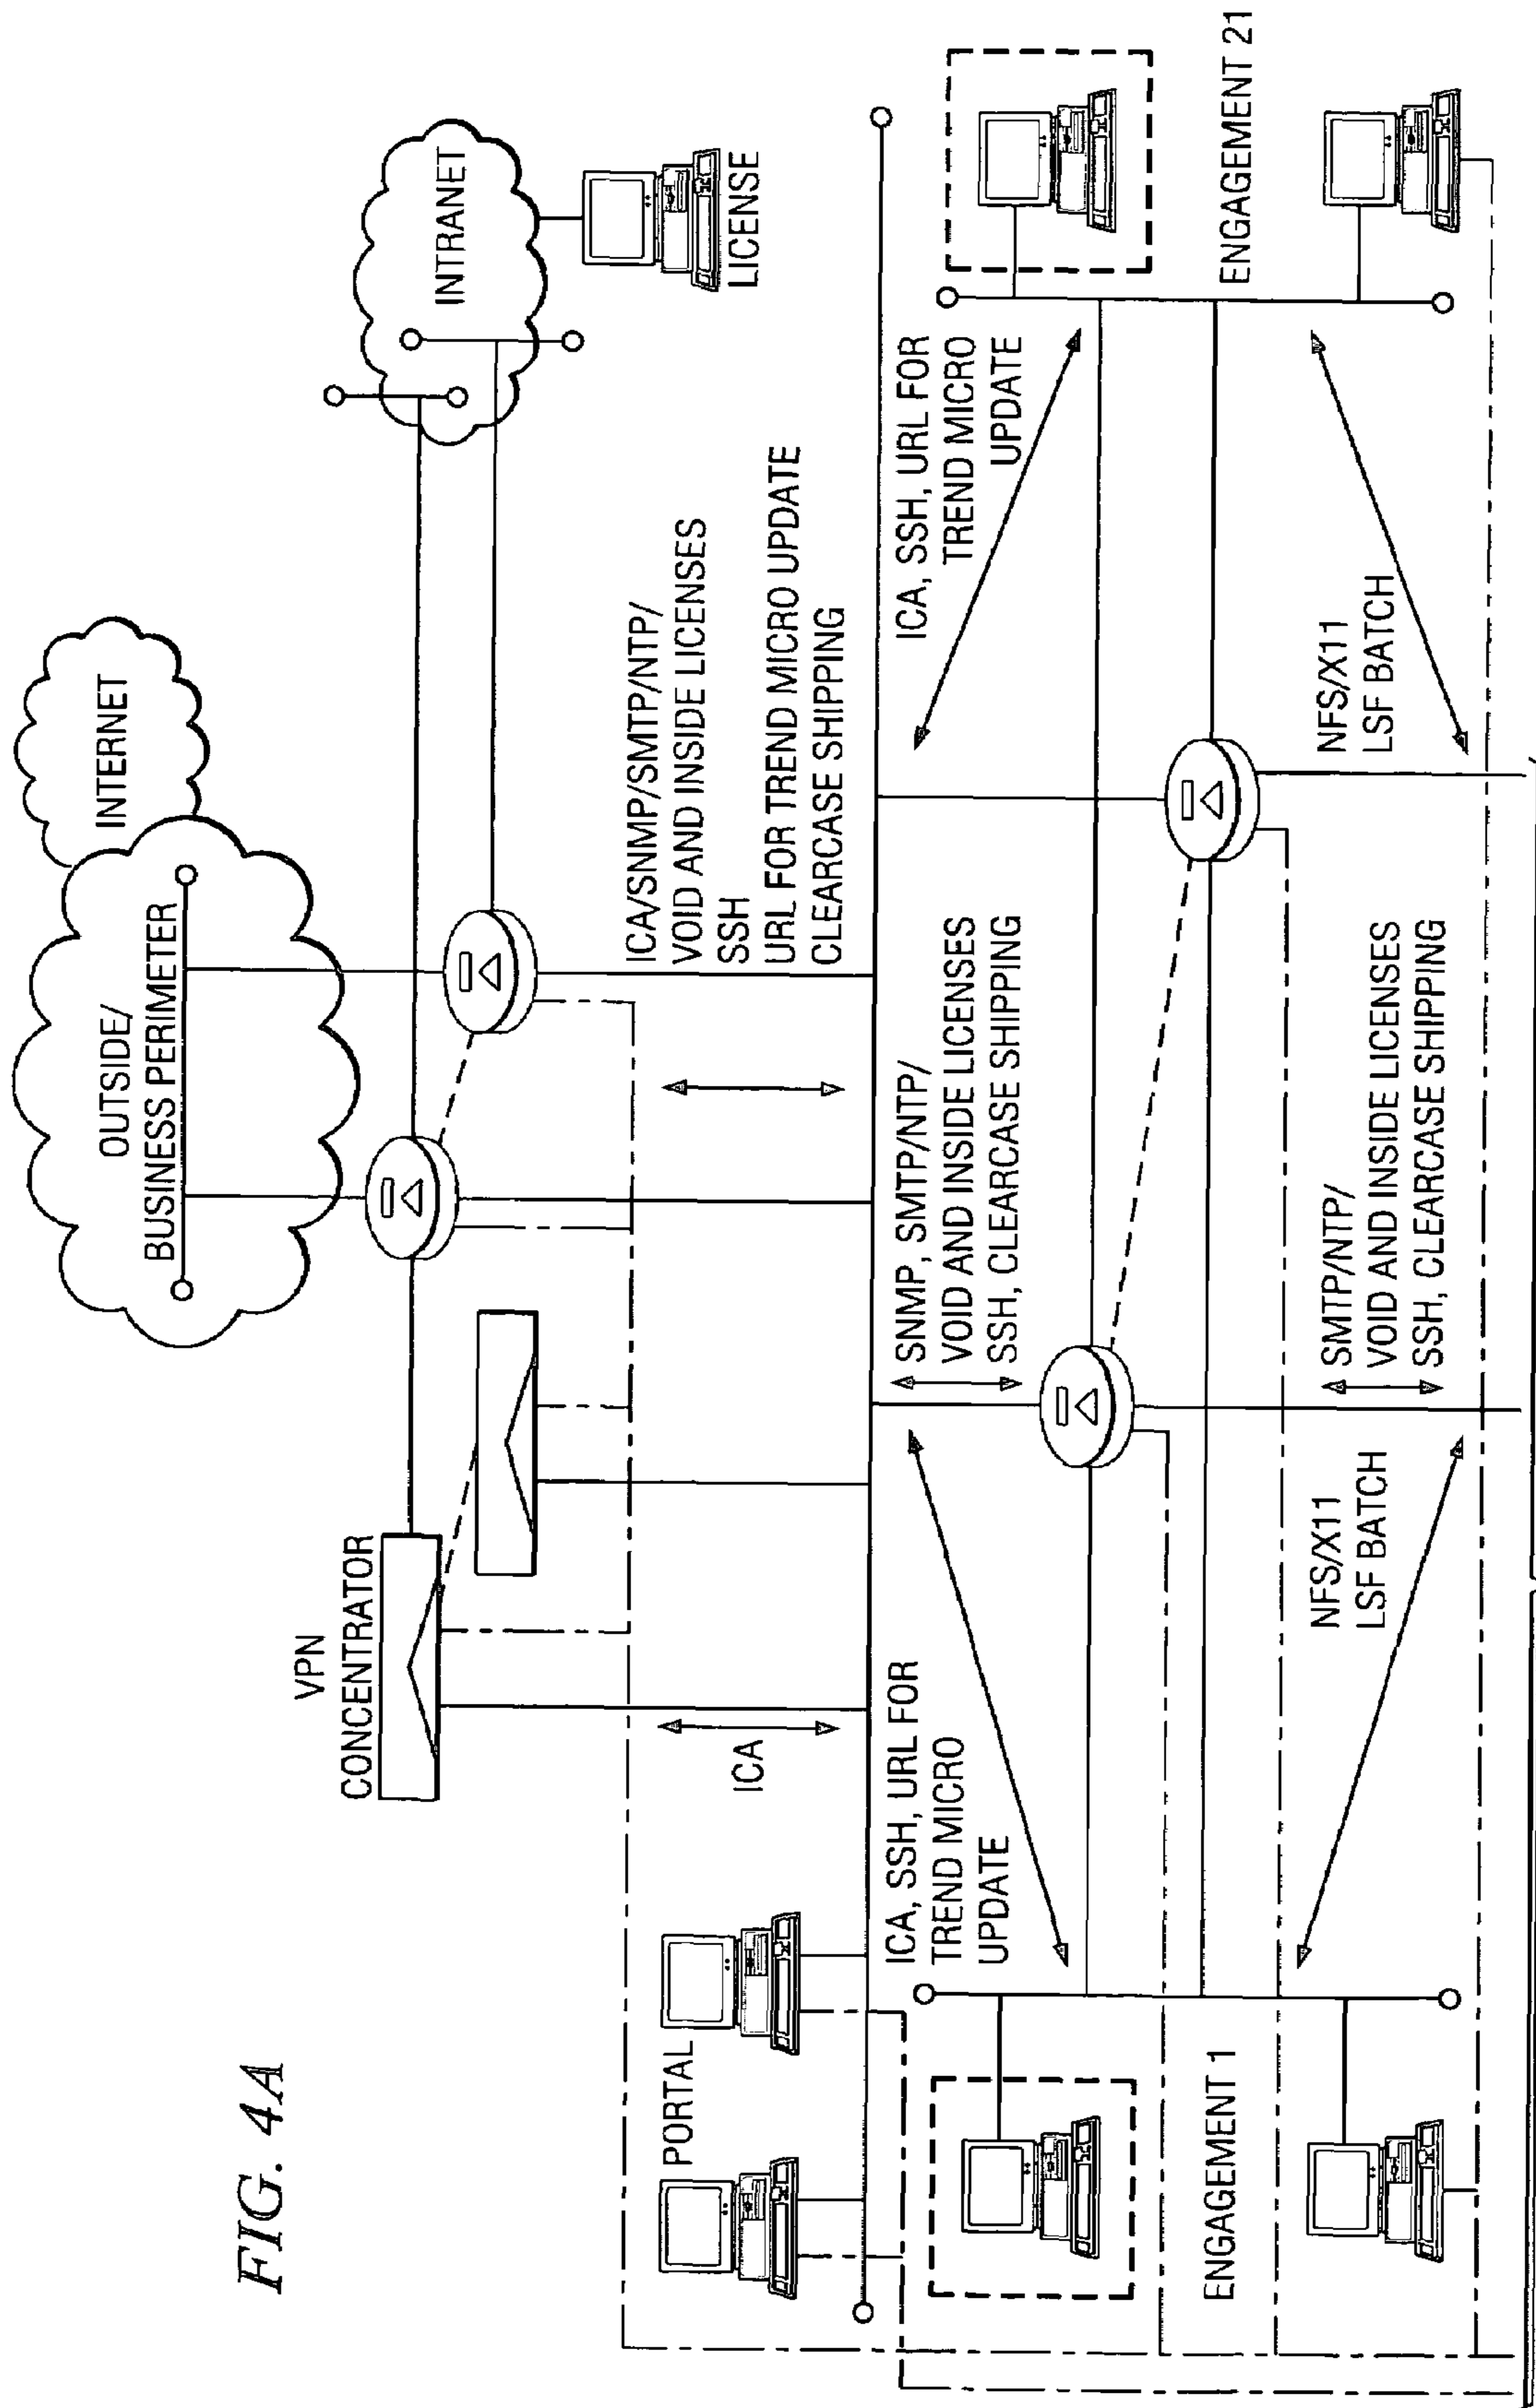 FIG. 4A
INTERNET
OUTSIDE/
BUSINESS PERIMETER
INTRANET
LICENSE
VPN
CONCENTRATOR
PORTAL
ICA
ICA/SNMP/SMTP/NTP/
VOID AND INSIDE LICENSES
SSH
URL FOR TREND MICRO UPDATE
CLEARCASE SHIPPING
ICA, SSH, URL FOR
TREND MICRO
UPDATE
SNMP, SMTP/NTP/
VOID AND INSIDE LICENSES
SSH, CLEARCASE SHIPPING
ICA, SSH, URL FOR
TREND MICRO
UPDATE
ENGAGEMENT 1
ENGAGEMENT 21
NFS/X11
LSF BATCH
SMTP/NTP/
VOID AND INSIDE LICENSES
SSH, CLEARCASE SHIPPING
NFS/X11
LSF BATCH